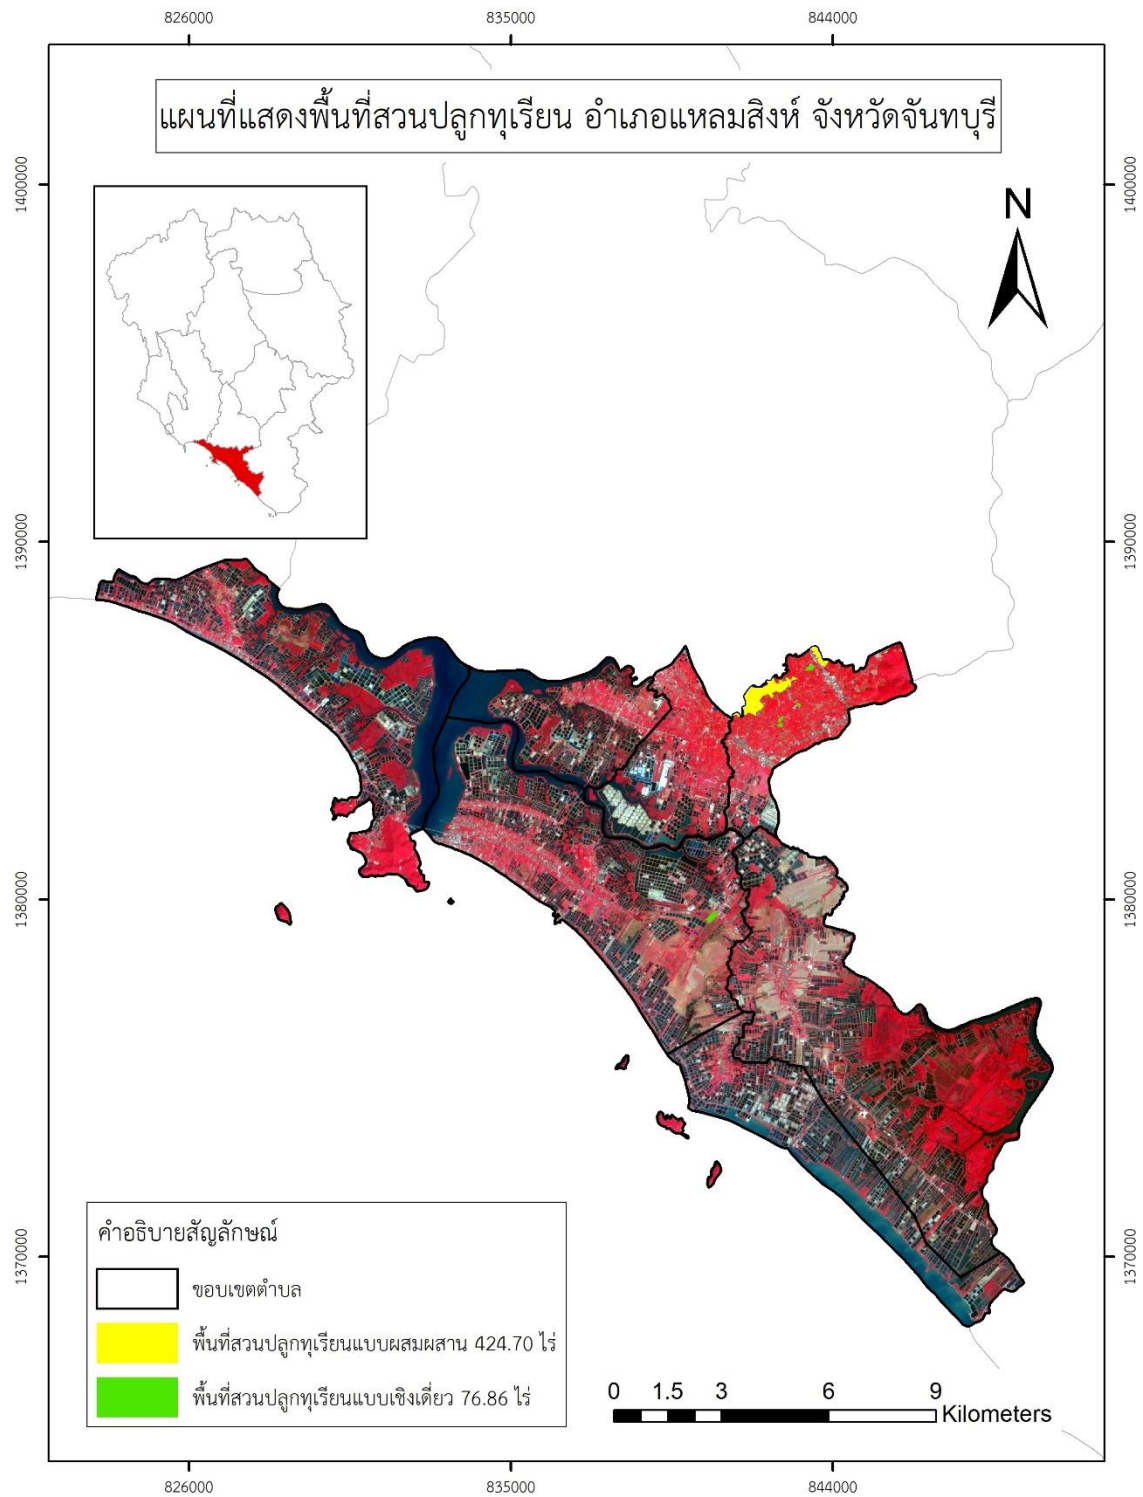 826000 835000 844000
แผนที่แสดงพื้นที่สวนปลูกทุเรียน อำเภอแหลมสิงห์ จังหวัดจันทบุรี
1400000 1400000
N
1390000 1390000
1380000 1380000
1370000 1370000
คำอธิบายสัญลักษณ์
ขอบเขตตำบล
พื้นที่สวนปลูกทุเรียนแบบผสมผสาน 424.70 ไร่
พื้นที่สวนปลูกทุเรียนแบบเชิงเดี่ยว 76.86 ไร่
0 1.5 3 6 9
Kilometers
826000 835000 844000